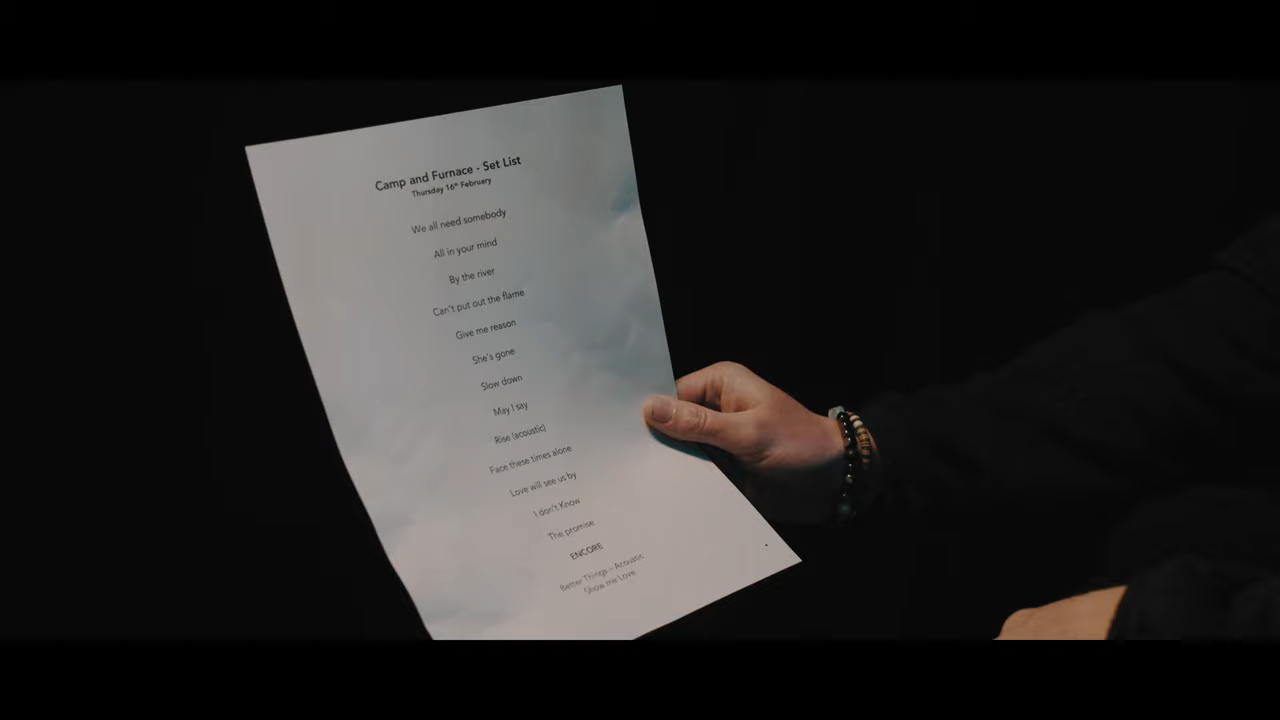 Camp and Furnace - Set List
Thursday 16th February
We all need somebody
All in your mind
By the river
Can't put out the flame
Give me reason
She's gone
Slow down
May I say
Rise (acoustic)
Face these times alone
Love will see us by
I don't Know
The promise
ENCORE
Better Things – Acoustic
Show me Love